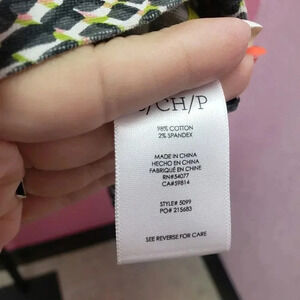 /CH/P
98% COTTON
2% SPANDEX
MADE IN CHINA
HECHO EN CHINA
FABRIQUÉ EN CHINE
RN#54077
CA#59814
STYLE# 5099
PO# 215683
SEE REVERSE FOR CARE